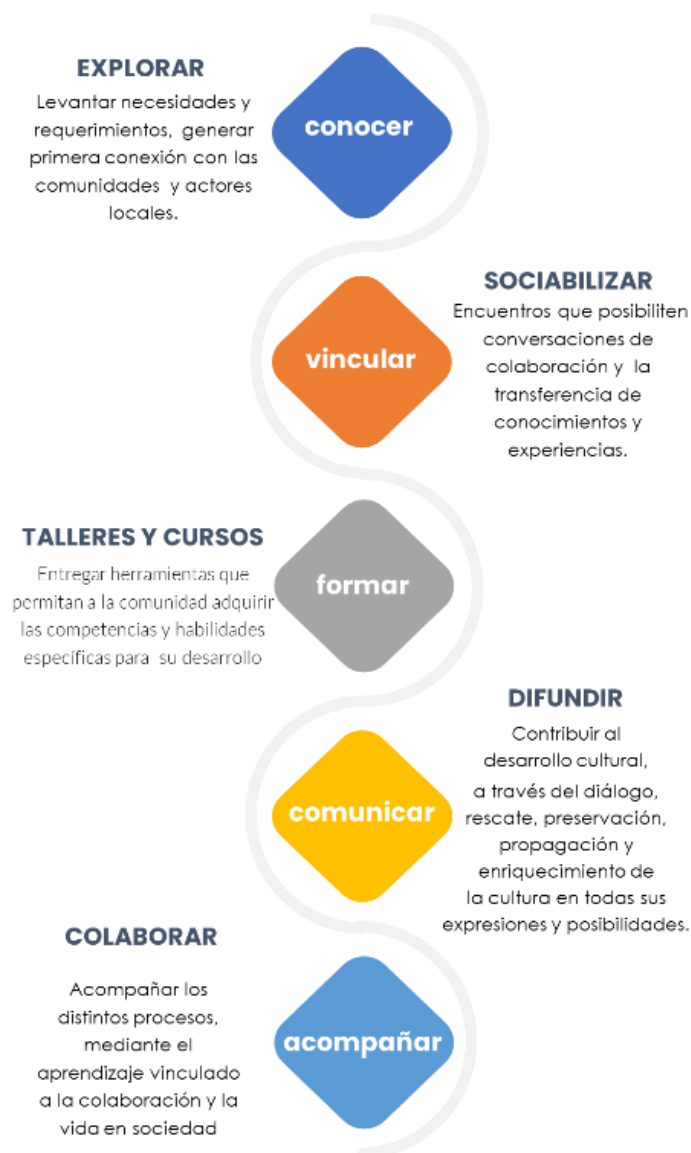 EXPLORAR
Levantar necesidades y
requerimientos, generar
primera conexión con las
comunidades y actores
locales.
conocer
SOCIABILIZAR
Encuentros que posibiliten
conversaciones de
colaboración y la
transferencia de
conocimientos y
experiencias.
vincular
TALLERES Y CURSOS
Entregar herramientas que
permitan a la comunidad adquirir
las competencias y habilidades
específicas para su desarrollo
formar
DIFUNDIR
Contribuir al
desarrollo cultural,
a través del diálogo,
rescate, preservación,
propagación y
enriquecimiento de
la cultura en todas sus
expresiones y posibilidades.
comunicar
COLABORAR
Acompañar los
distintos procesos,
mediante el
aprendizaje vinculado
a la colaboración y la
vida en sociedad
acompañar